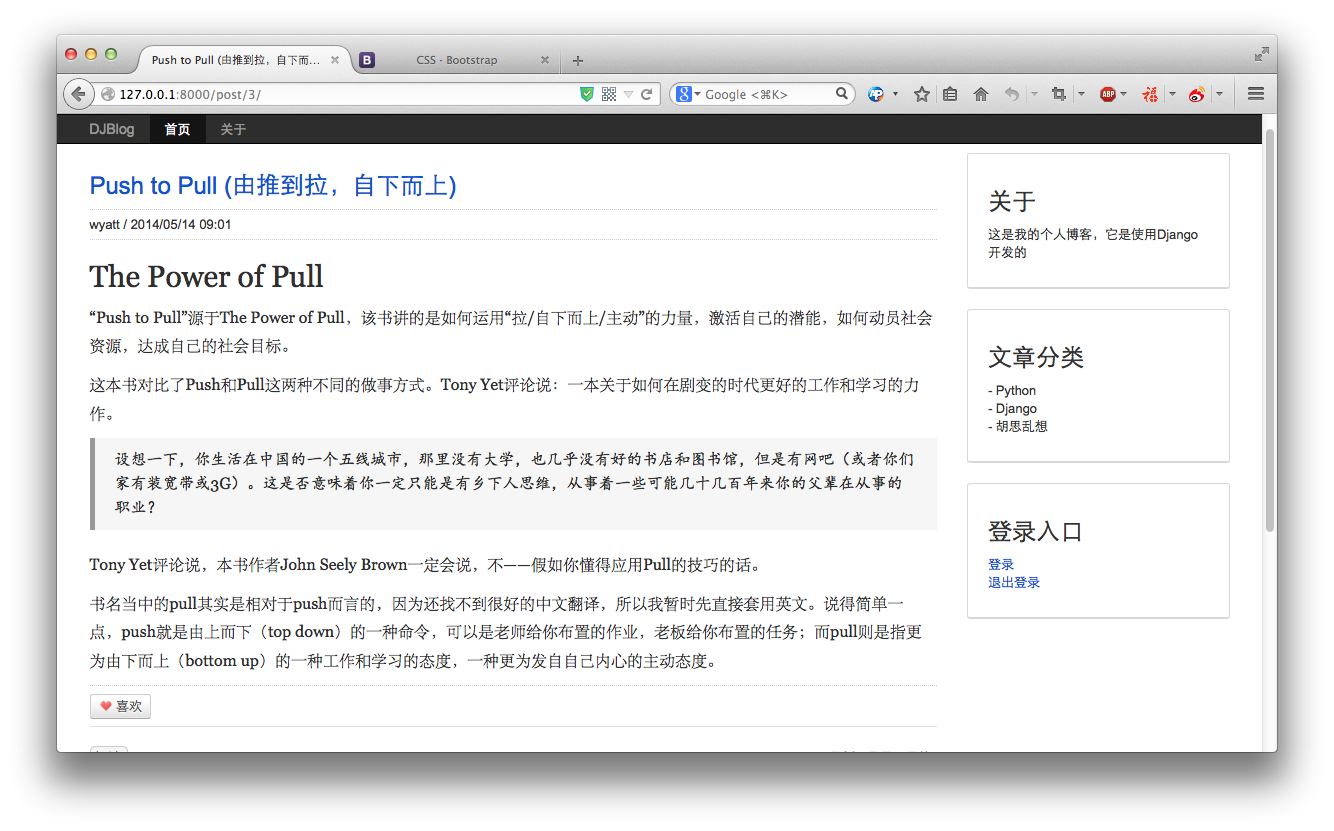 Push to Pull (由推到拉，自下而...
CSS · Bootstrap
127.0.0.1:8000/post/3/
Google <⌘K>
DJBlog 首页 关于
Push to Pull (由推到拉，自下而上)
wyatt / 2014/05/14 09:01
The Power of Pull
“Push to Pull”源于The Power of Pull，该书讲的是如何运用“拉/自下而上/主动”的力量，激活自己的潜能，如何动员社会
资源，达成自己的社会目标。
这本书对比了Push和Pull这两种不同的做事方式。Tony Yet评论说：一本关于如何在剧变的时代更好的工作和学习的力
作。
设想一下，你生活在中国的一个五线城市，那里没有大学，也几乎没有好的书店和图书馆，但是有网吧（或者你们
家有装宽带或3G）。这是否意味着你一定只能是有乡下人思维，从事着一些可能几十几百年来你的父辈在从事的
职业？
Tony Yet评论说，本书作者John Seely Brown一定会说，不——假如你懂得应用Pull的技巧的话。
书名当中的pull其实是相对于push而言的，因为还找不到很好的中文翻译，所以我暂时先直接套用英文。说得简单一
点，push就是由上而下（top down）的一种命令，可以是老师给你布置的作业，老板给你布置的任务；而pull则是指更
为由下而上（bottom up）的一种工作和学习的态度，一种更为发自自己内心的主动态度。
喜欢
关于
这是我的个人博客，它是使用Django
开发的
文章分类
- Python
- Django
- 胡思乱想
登录入口
登录
退出登录
B
ABP
福